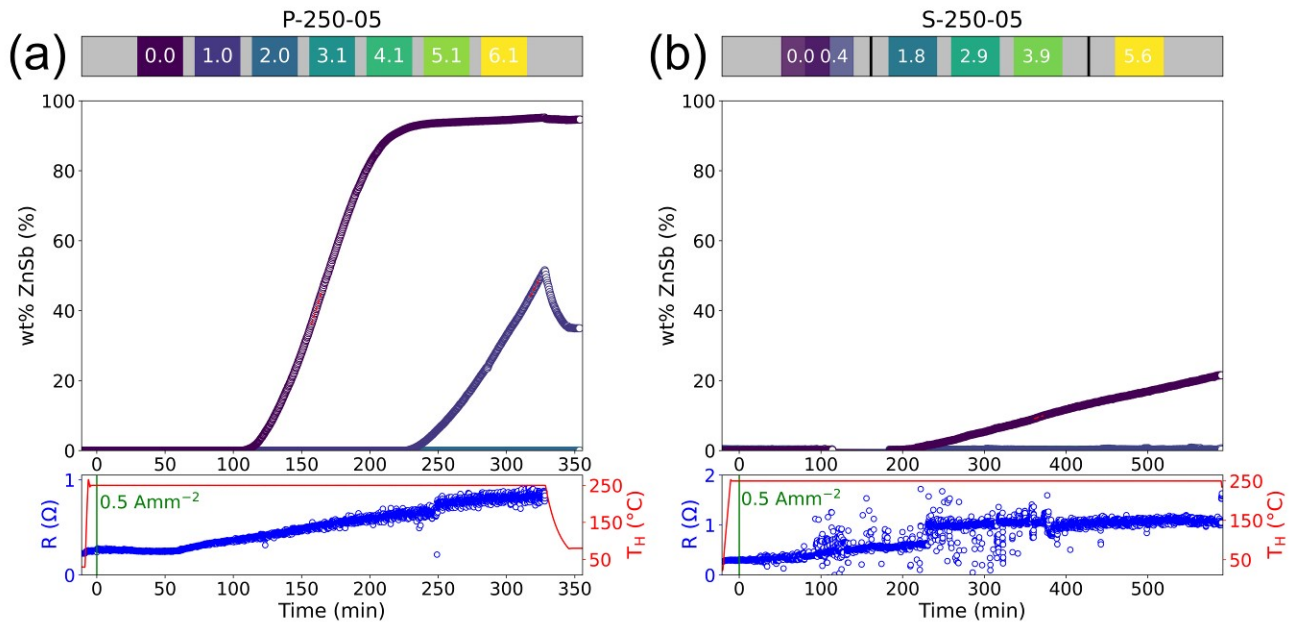 P-250-05
(a)
0.0 1.0 2.0 3.1 4.1 5.1 6.1
100
80
60
40
20
0
wt% ZnSb (%)
0 50 100 150 200 250 300 350
1
0
R (Ω)
0.5 Amm⁻²
250
150
50
T_H (°C)
0 50 100 150 200 250 300 350
Time (min)
S-250-05
(b)
0.0 0.4 1.8 2.9 3.9 5.6
100
80
60
40
20
0
wt% ZnSb (%)
0 100 200 300 400 500
2
1
0
R (Ω)
0.5 Amm⁻²
250
150
50
T_H (°C)
0 100 200 300 400 500
Time (min)